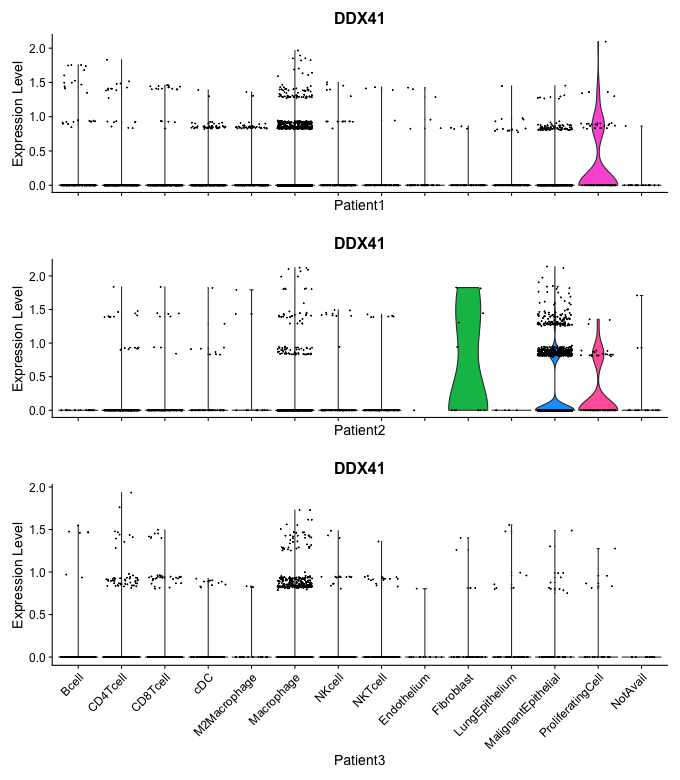 DDX41
Expression Level
2.0
1.5
1.0
0.5
0.0
Patient1
DDX41
Expression Level
2.0
1.5
1.0
0.5
0.0
Patient2
DDX41
Expression Level
2.0
1.5
1.0
0.5
0.0
Bcell
CD4Tcell
CD8Tcell
cDC
M2Macrophage
Macrophage
NKcell
NKTcell
Endothelium
Fibroblast
LungEpithelium
MalignantEpithelial
ProliferatingCell
NotAvail
Patient3